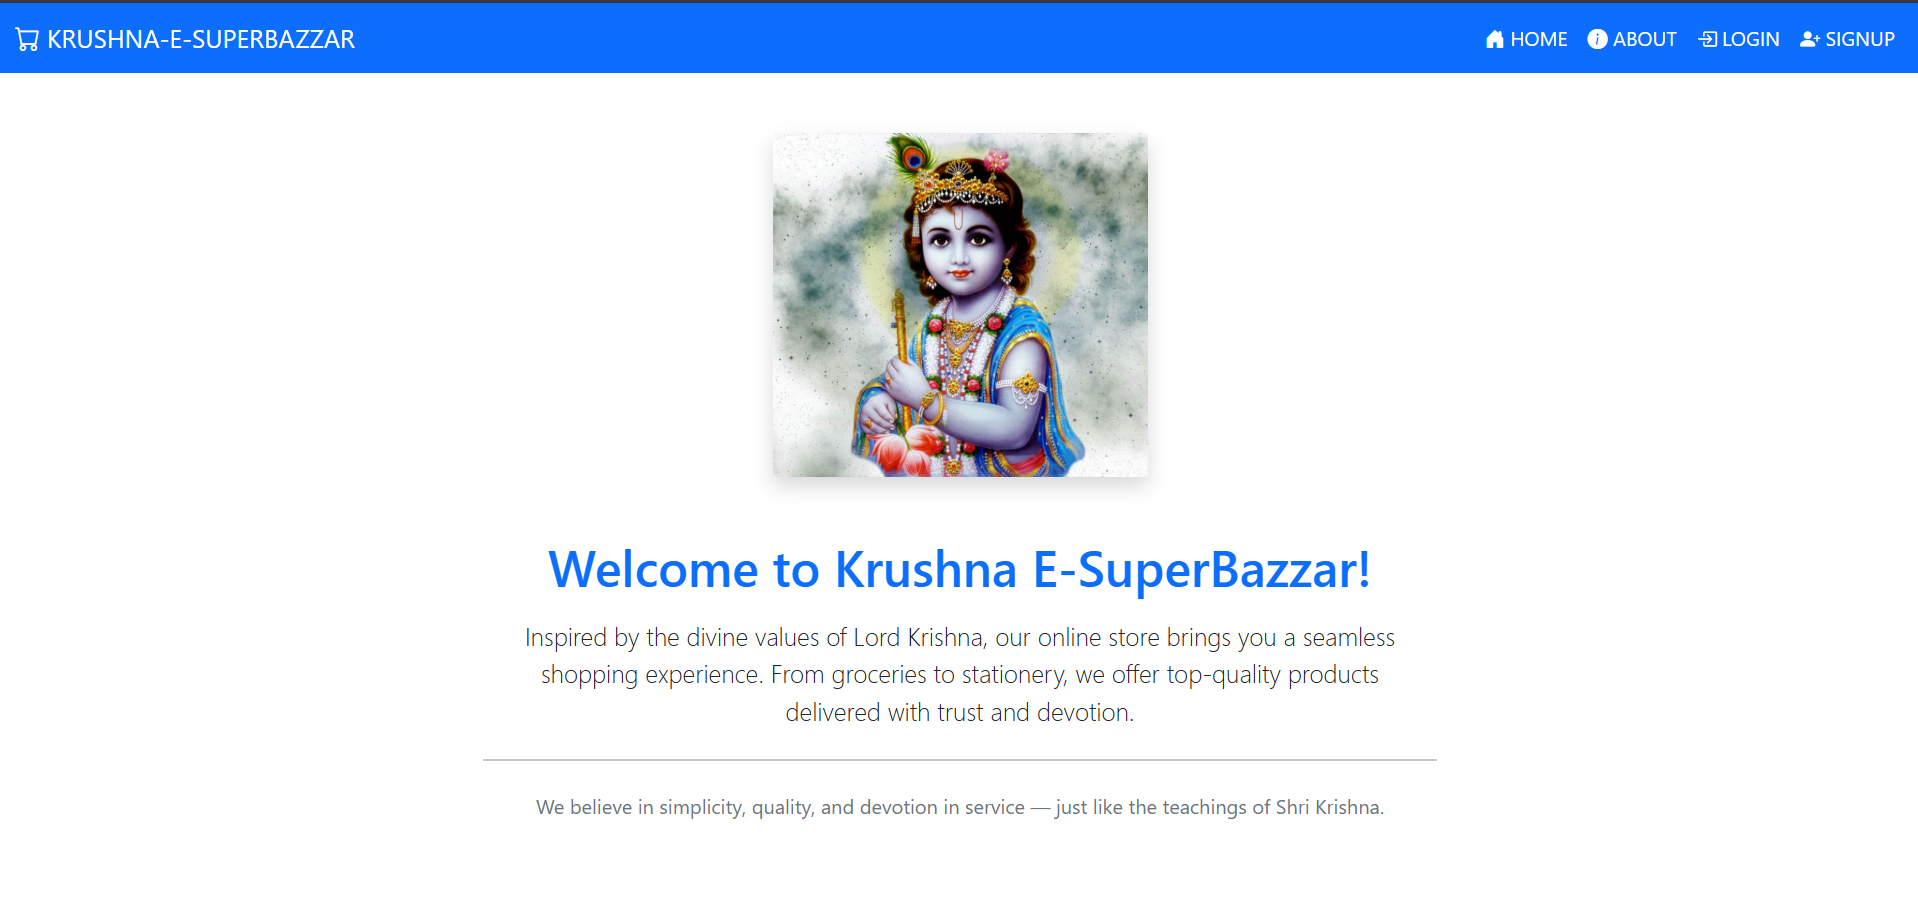 KRUSHNA-E-SUPERBAZZAR
HOME
ABOUT
LOGIN
SIGNUP
Welcome to Krushna E-SuperBazzar!
Inspired by the divine values of Lord Krishna, our online store brings you a seamless
shopping experience. From groceries to stationery, we offer top-quality products
delivered with trust and devotion.
We believe in simplicity, quality, and devotion in service — just like the teachings of Shri Krishna.